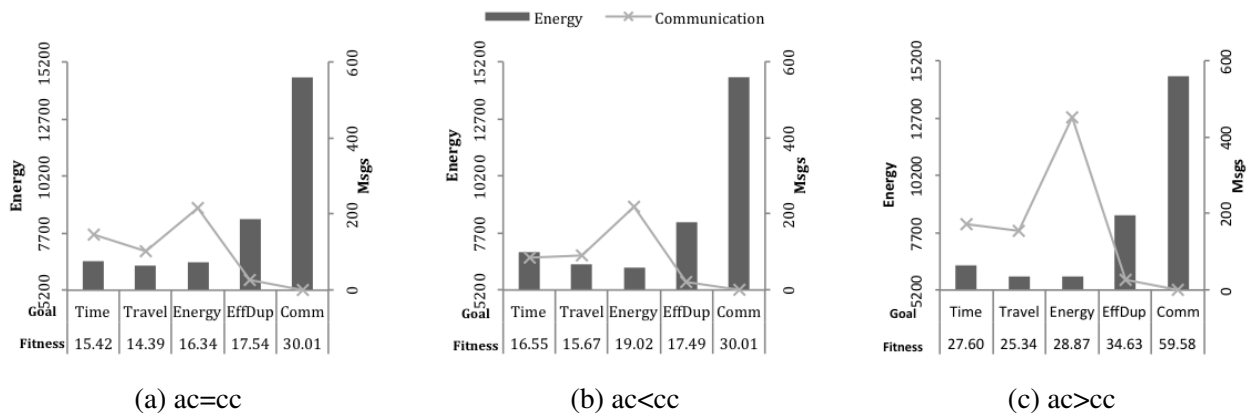 Energy Communication
Energy
15200
12700
10200
7700
5200
600
400
200
0
Msgs
Goal Time Travel Energy EffDup Comm
Fitness 15.42 14.39 16.34 17.54 30.01
(a) ac=cc
Energy
15200
12700
10200
7700
5200
600
400
200
0
Msgs
Goal Time Travel Energy EffDup Comm
Fitness 16.55 15.67 19.02 17.49 30.01
(b) ac<cc
Energy
15200
12700
10200
7700
5200
600
400
200
0
Msgs
Goal Time Travel Energy EffDup Comm
Fitness 27.60 25.34 28.87 34.63 59.58
(c) ac>cc